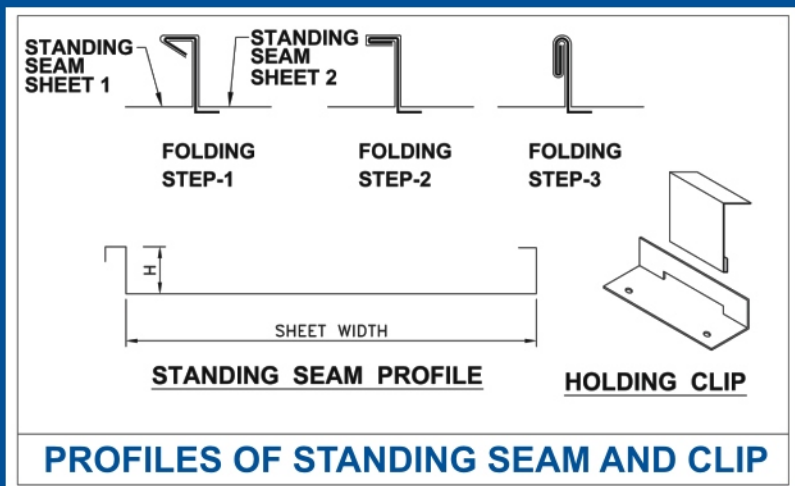 STANDING
SEAM
SHEET 1
STANDING
SEAM
SHEET 2
FOLDING
STEP-1
FOLDING
STEP-2
FOLDING
STEP-3
H
SHEET WIDTH
STANDING SEAM PROFILE
HOLDING CLIP
PROFILES OF STANDING SEAM AND CLIP